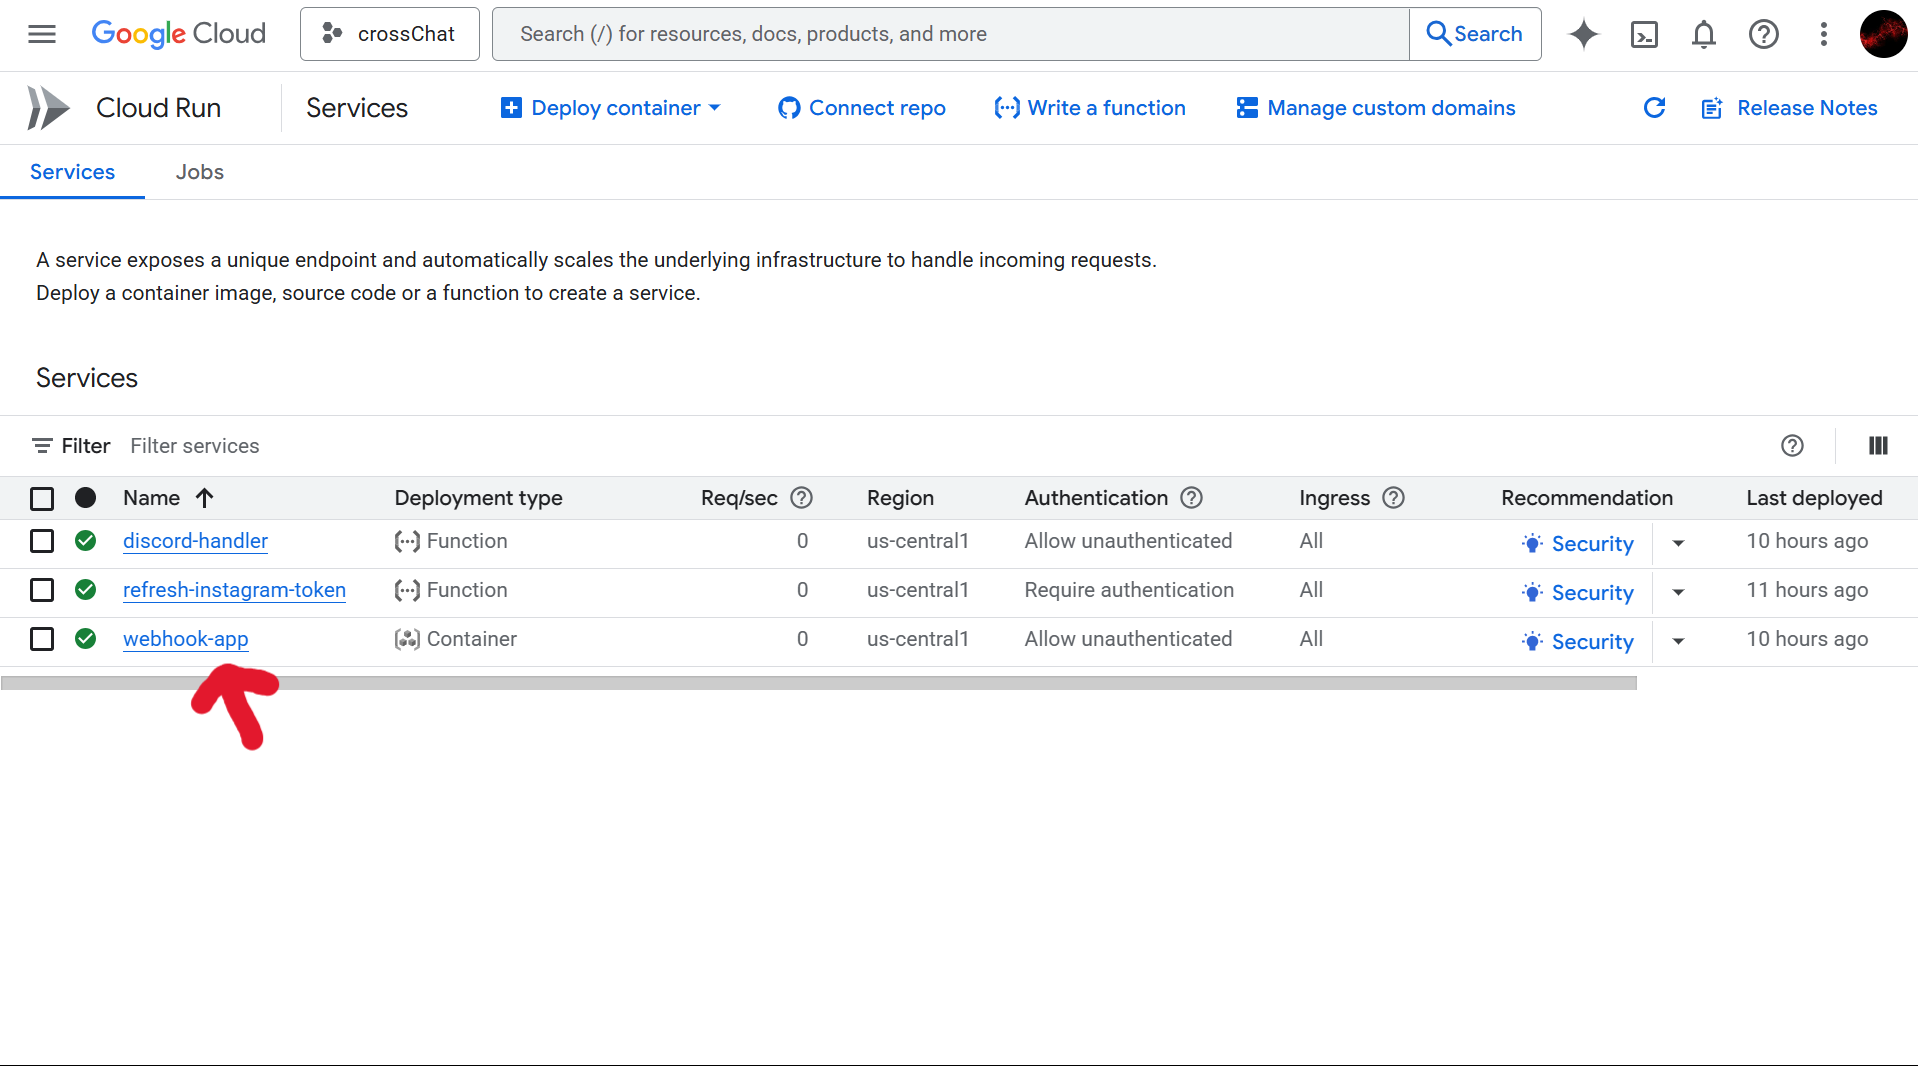 Google Cloud crossChat Search (/) for resources, docs, products, and more Search
Cloud Run Services Deploy container Connect repo Write a function Manage custom domains Release Notes
Services Jobs
A service exposes a unique endpoint and automatically scales the underlying infrastructure to handle incoming requests.
Deploy a container image, source code or a function to create a service.
Services
Filter Filter services
Name Deployment type Req/sec Region Authentication Ingress Recommendation Last deployed
discord-handler Function 0 us-central1 Allow unauthenticated All Security 10 hours ago
refresh-instagram-token Function 0 us-central1 Require authentication All Security 11 hours ago
webhook-app Container 0 us-central1 Allow unauthenticated All Security 10 hours ago